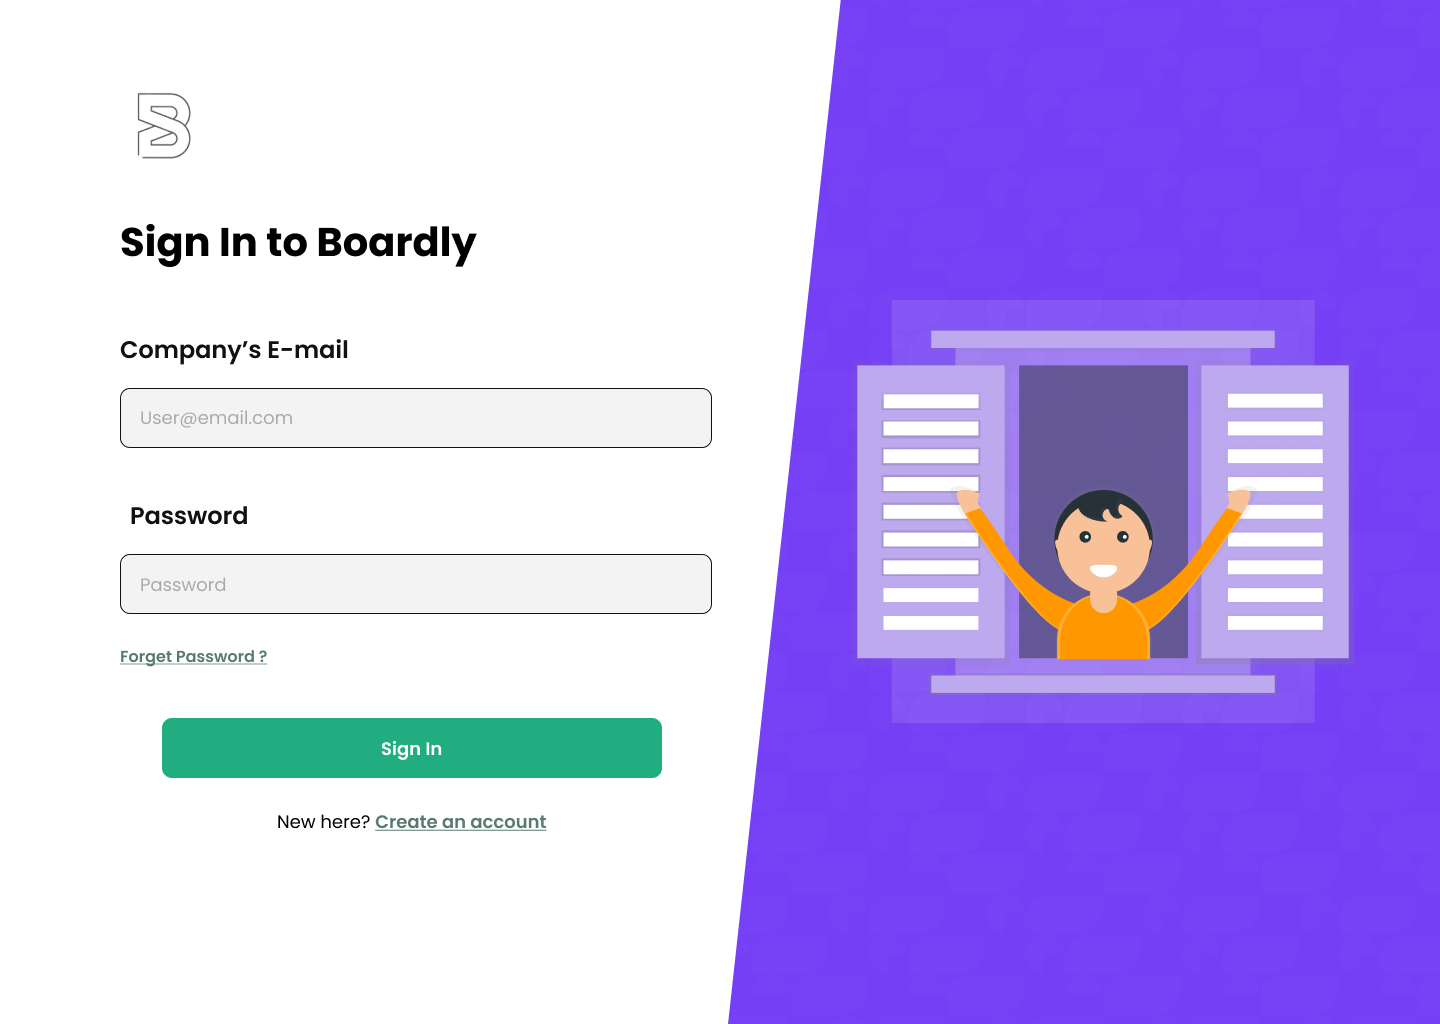 Sign In to Boardly
Company’s E-mail
User@email.com
Password
Password
Forget Password ?
Sign In
New here? Create an account